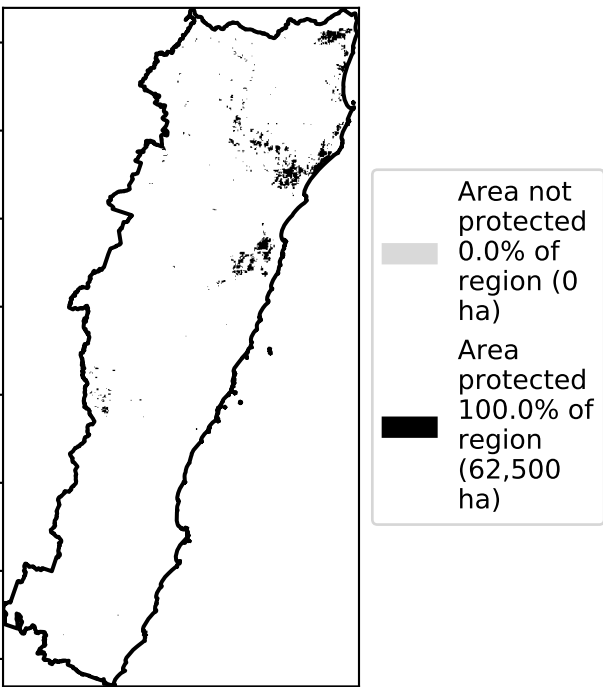 Area not
protected
0.0% of
region (0
ha)
Area
protected
100.0% of
region
(62,500
ha)